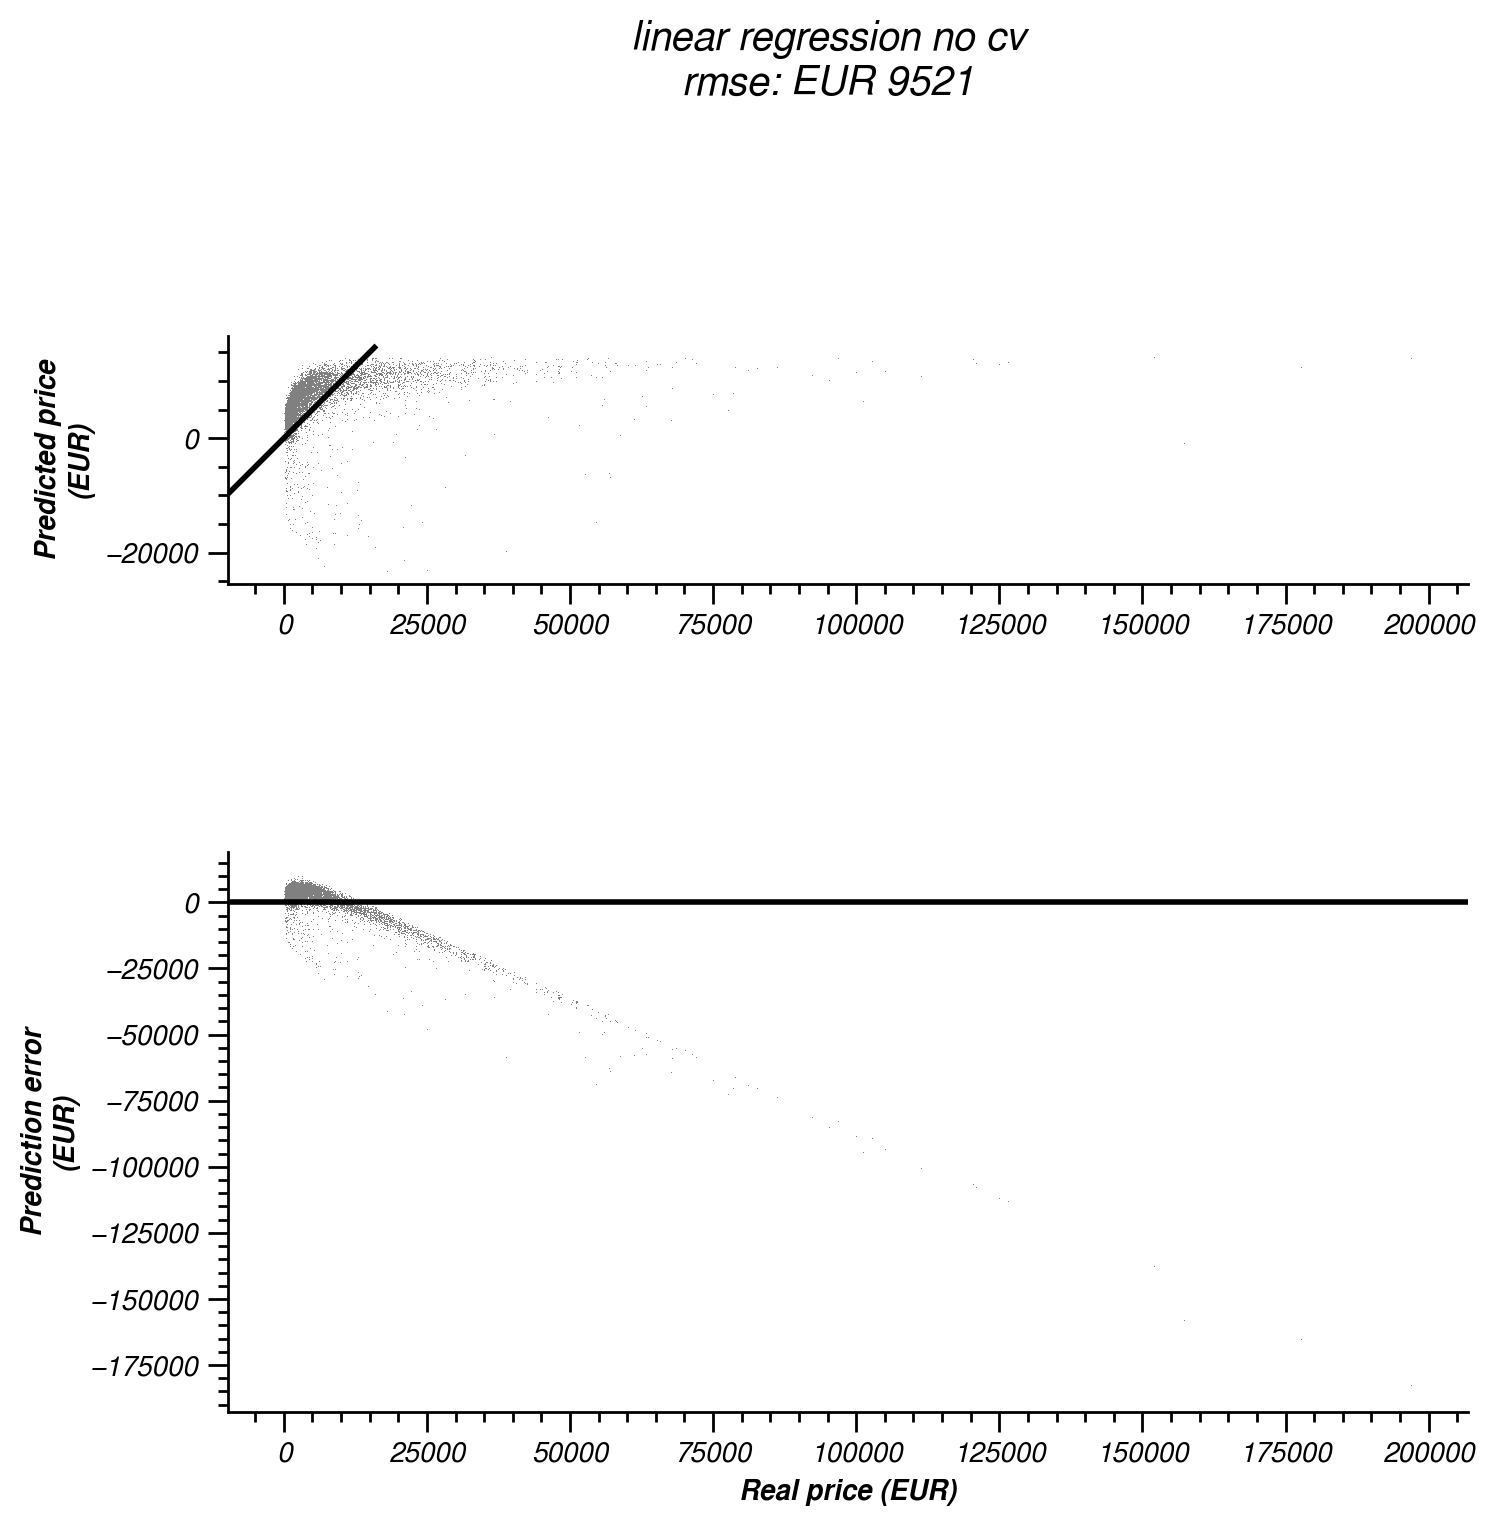 linear regression no cv
rmse: EUR 9521
Predicted price
(EUR)
0
−20000
0 25000 50000 75000 100000 125000 150000 175000 200000
Prediction error
(EUR)
0
−25000
−50000
−75000
−100000
−125000
−150000
−175000
0 25000 50000 75000 100000 125000 150000 175000 200000
Real price (EUR)